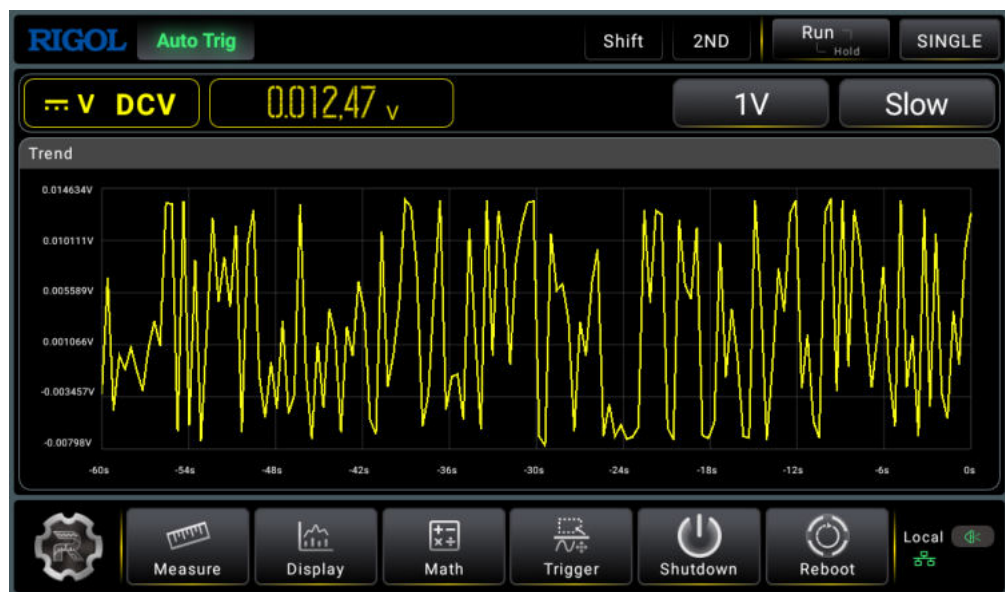 RIGOL Auto Trig Shift 2ND Run Hold SINGLE
V DCV 0.012,47 V 1V Slow
Trend
0.014634V
0.010111V
0.005589V
0.001066V
-0.003457V
-0.00798V
-60s -54s -48s -42s -36s -30s -24s -18s -12s -6s 0s
Measure Display Math Trigger Shutdown Reboot Local